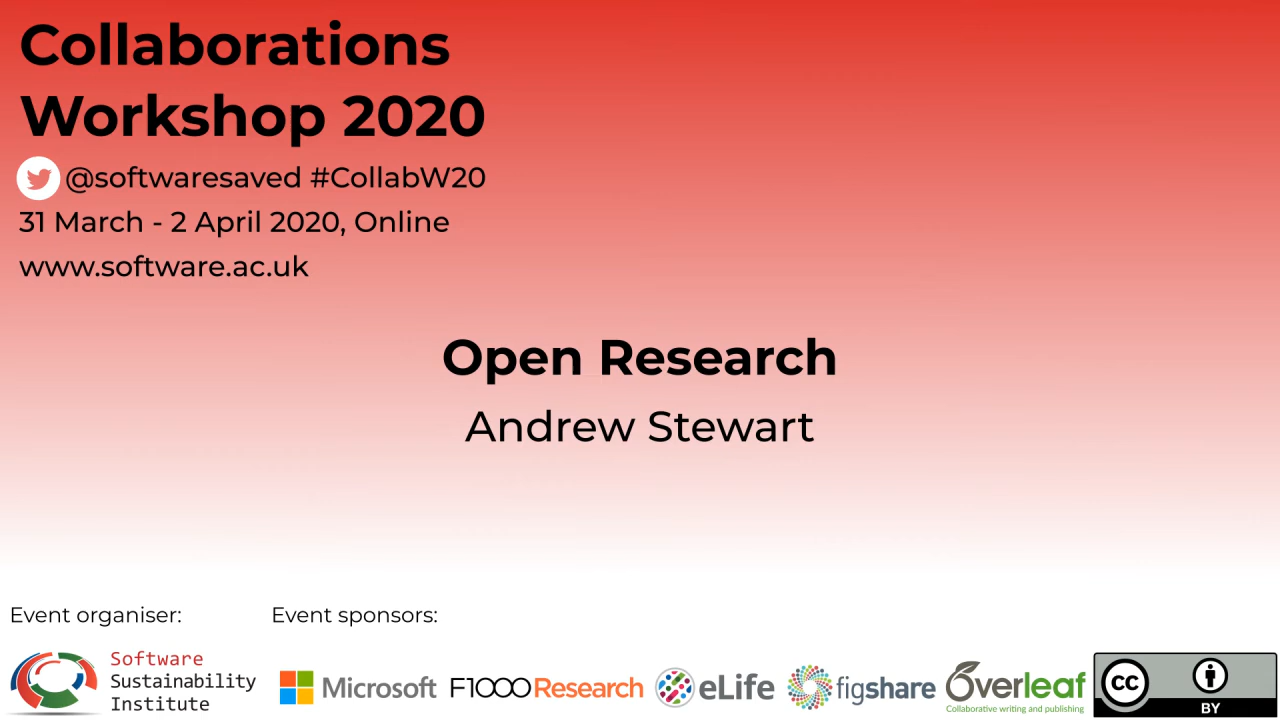 Collaborations
Workshop 2020
@softwaresaved #CollabW20
31 March - 2 April 2020, Online
www.software.ac.uk
Open Research
Andrew Stewart
Event organiser:
Event sponsors:
Software
Sustainability
Institute
Microsoft
F1000Research
eLife
figshare
Overleaf
Collaborative writing and publishing
CC
BY